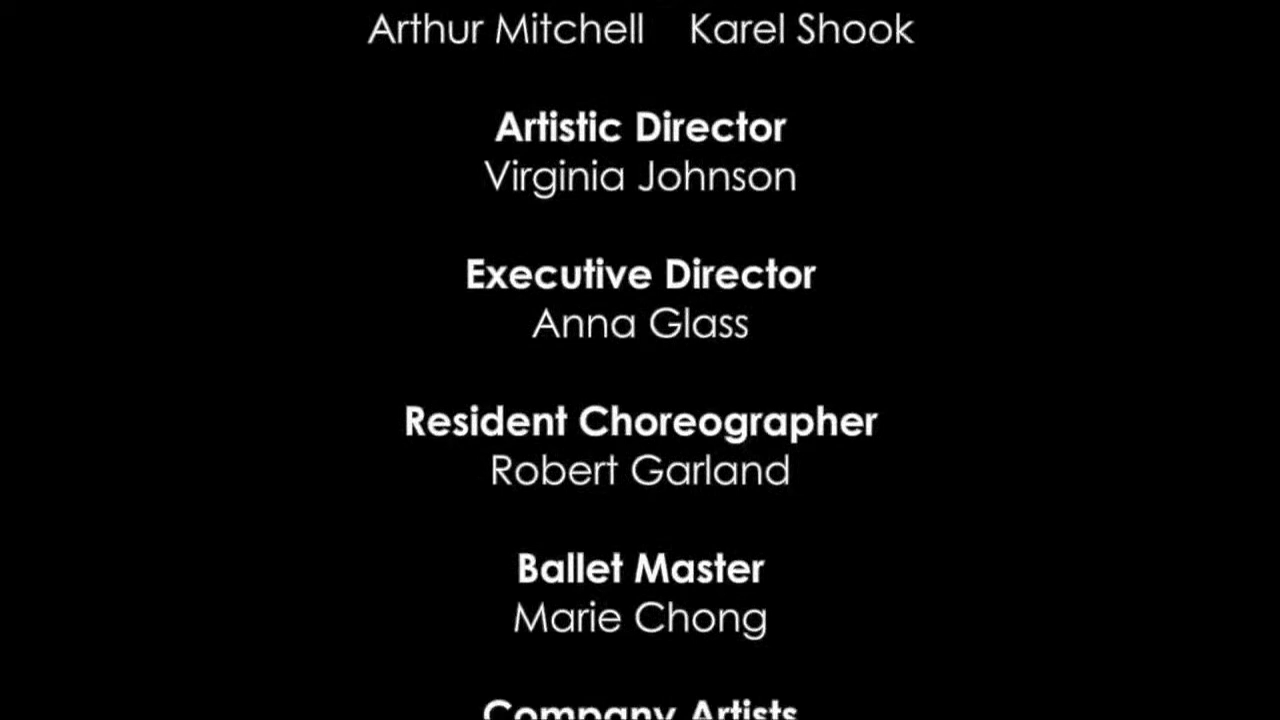 Arthur Mitchell Karel Shook
Artistic Director
Virginia Johnson
Executive Director
Anna Glass
Resident Choreographer
Robert Garland
Ballet Master
Marie Chong
Company Artists